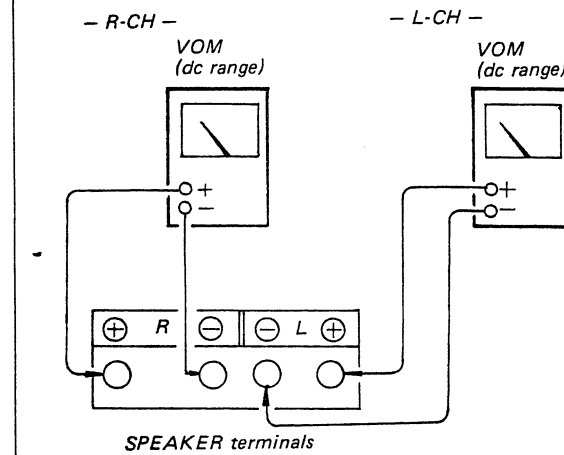 – R-CH –
VOM
(dc range)
+
–
– L-CH –
VOM
(dc range)
+
–
⊕ R ⊖ ⊖ L ⊕
SPEAKER terminals